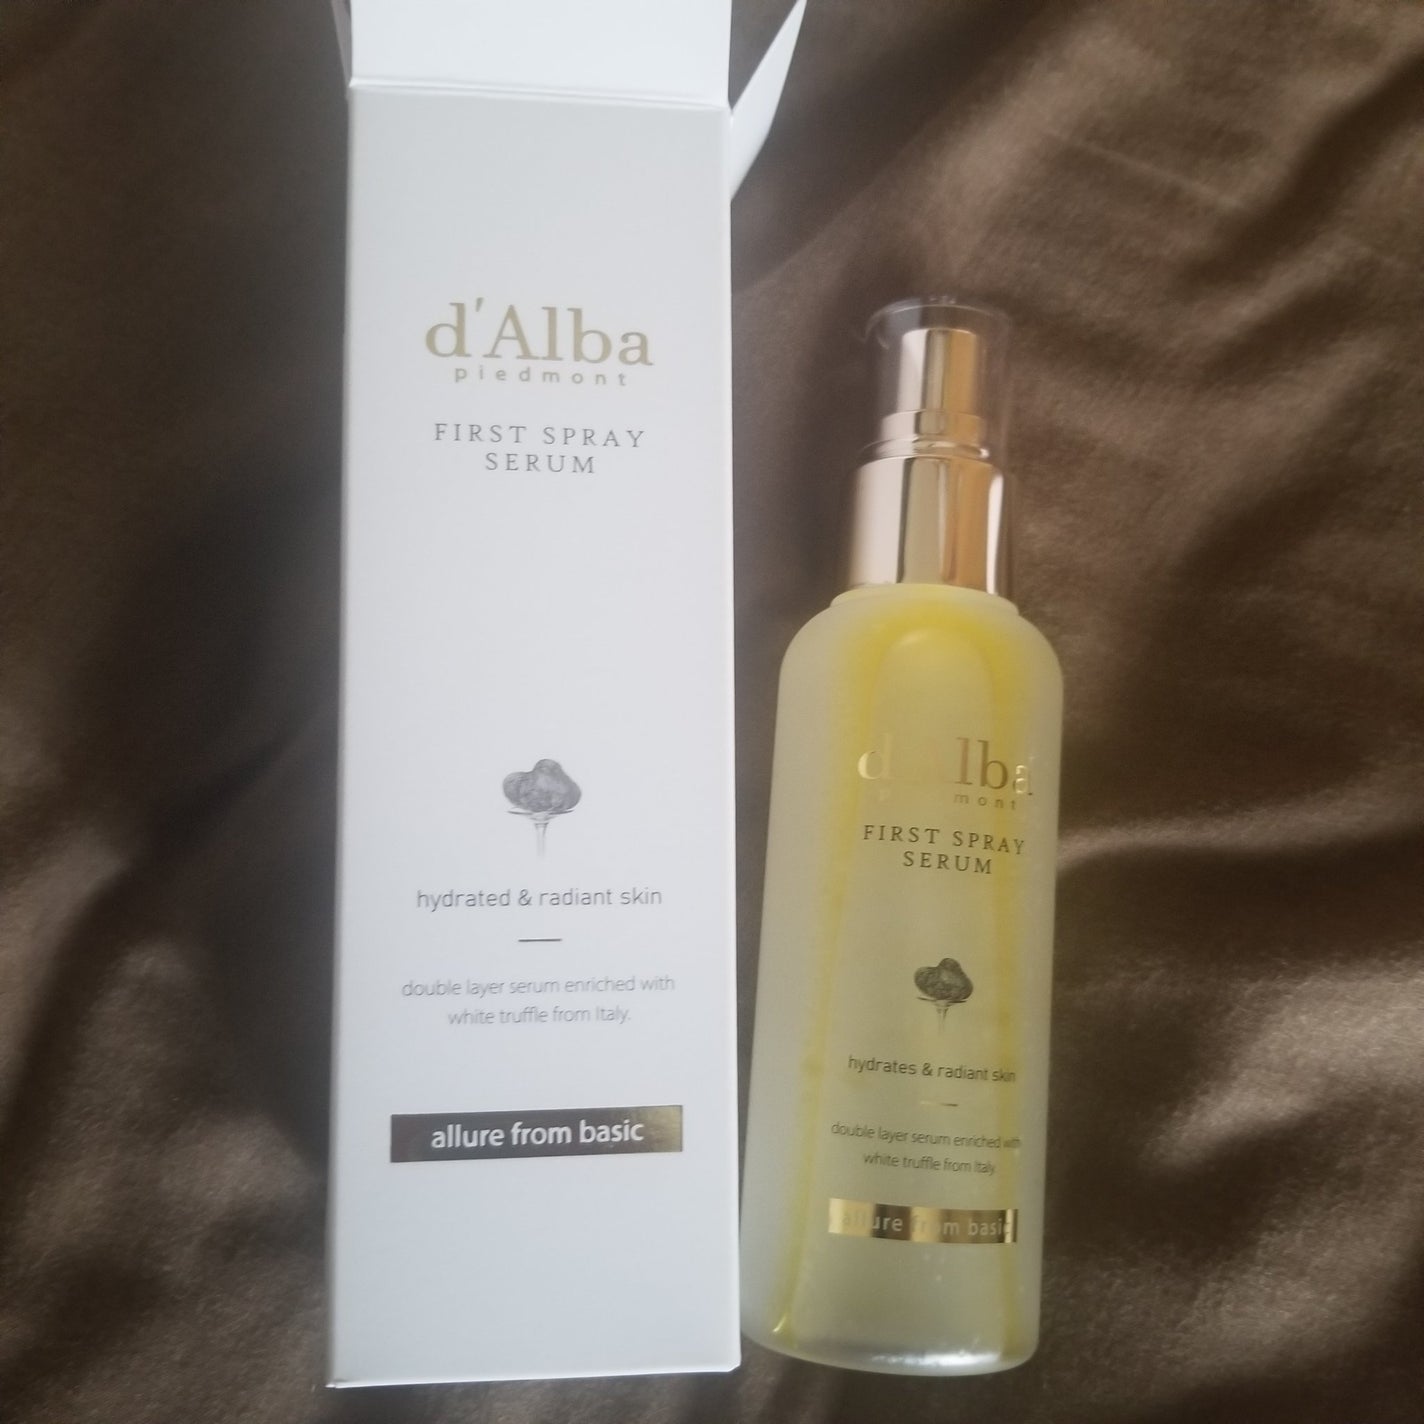 d'Alba
piedmont
FIRST SPRAY
SERUM
hydrated & radiant skin
double layer serum enriched with
white truffle from Italy.
allure from basic
d'Alba
mont
FIRST SPRAY
SERUM
hydrates & radiant skin
double layer serum enriched with
white truffle from Italy
allure from basic